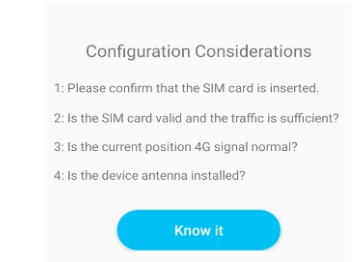 Configuration Considerations
1: Please confirm that the SIM card is inserted.
2: Is the SIM card valid and the traffic is sufficient?
3: Is the current position 4G signal normal?
4: Is the device antenna installed?
Know it